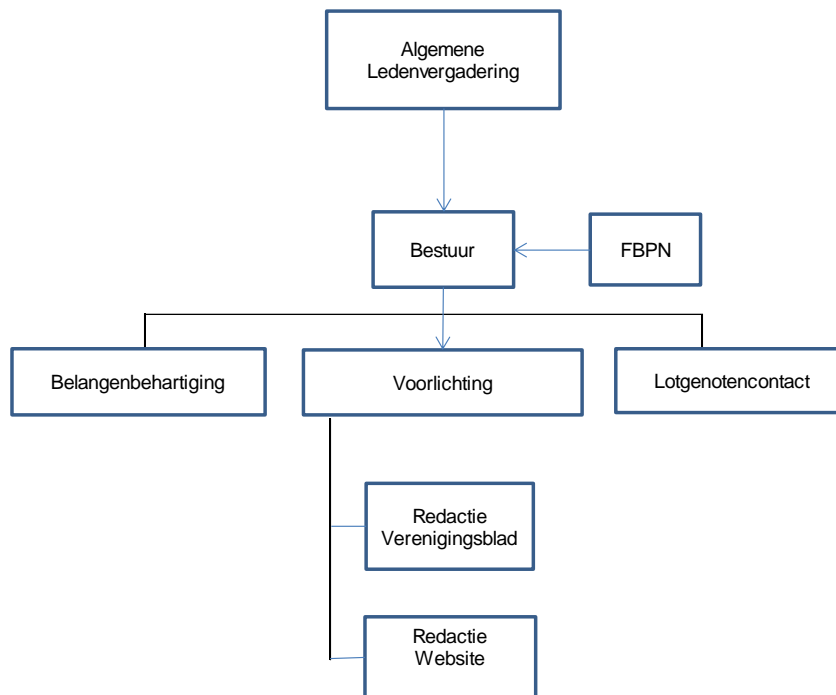 Algemene
Ledenvergadering
Bestuur
FBPN
Belangenbehartiging
Voorlichting
Lotgenotencontact
Redactie
Verenigingsblad
Redactie
Website